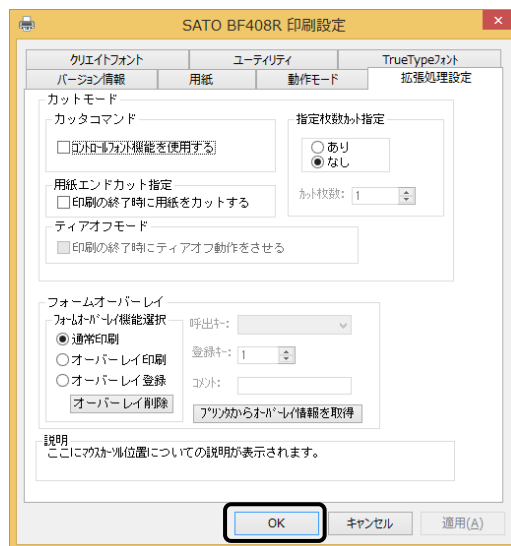 SATO BF408R 印刷設定
クリエイトフォント ユーティリティ TrueTypeフォント
バージョン情報 用紙 動作モード 拡張処理設定
カットモード
カッタコマンド 指定枚数カット指定
コントロールフォント機能を使用する
あり
なし
用紙エンドカット指定
印刷の終了時に用紙をカットする
カット枚数: 1
ティアオフモード
印刷の終了時にティアオフ動作をさせる
フォームオーバーレイ
フォームオーバーレイ機能選択
通常印刷
オーバーレイ印刷
オーバーレイ登録
オーバーレイ削除
呼出キー:
登録キー: 1
コメント:
プリンタからオーバーレイ情報を取得
説明
ここにマウスカーソル位置についての説明が表示されます。
OK キャンセル 適用(A)